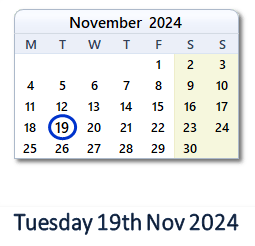 November 2024
M T W T F S S
1 2 3
4 5 6 7 8 9 10
11 12 13 14 15 16 17
18 19 20 21 22 23 24
25 26 27 28 29 30
Tuesday 19th Nov 2024